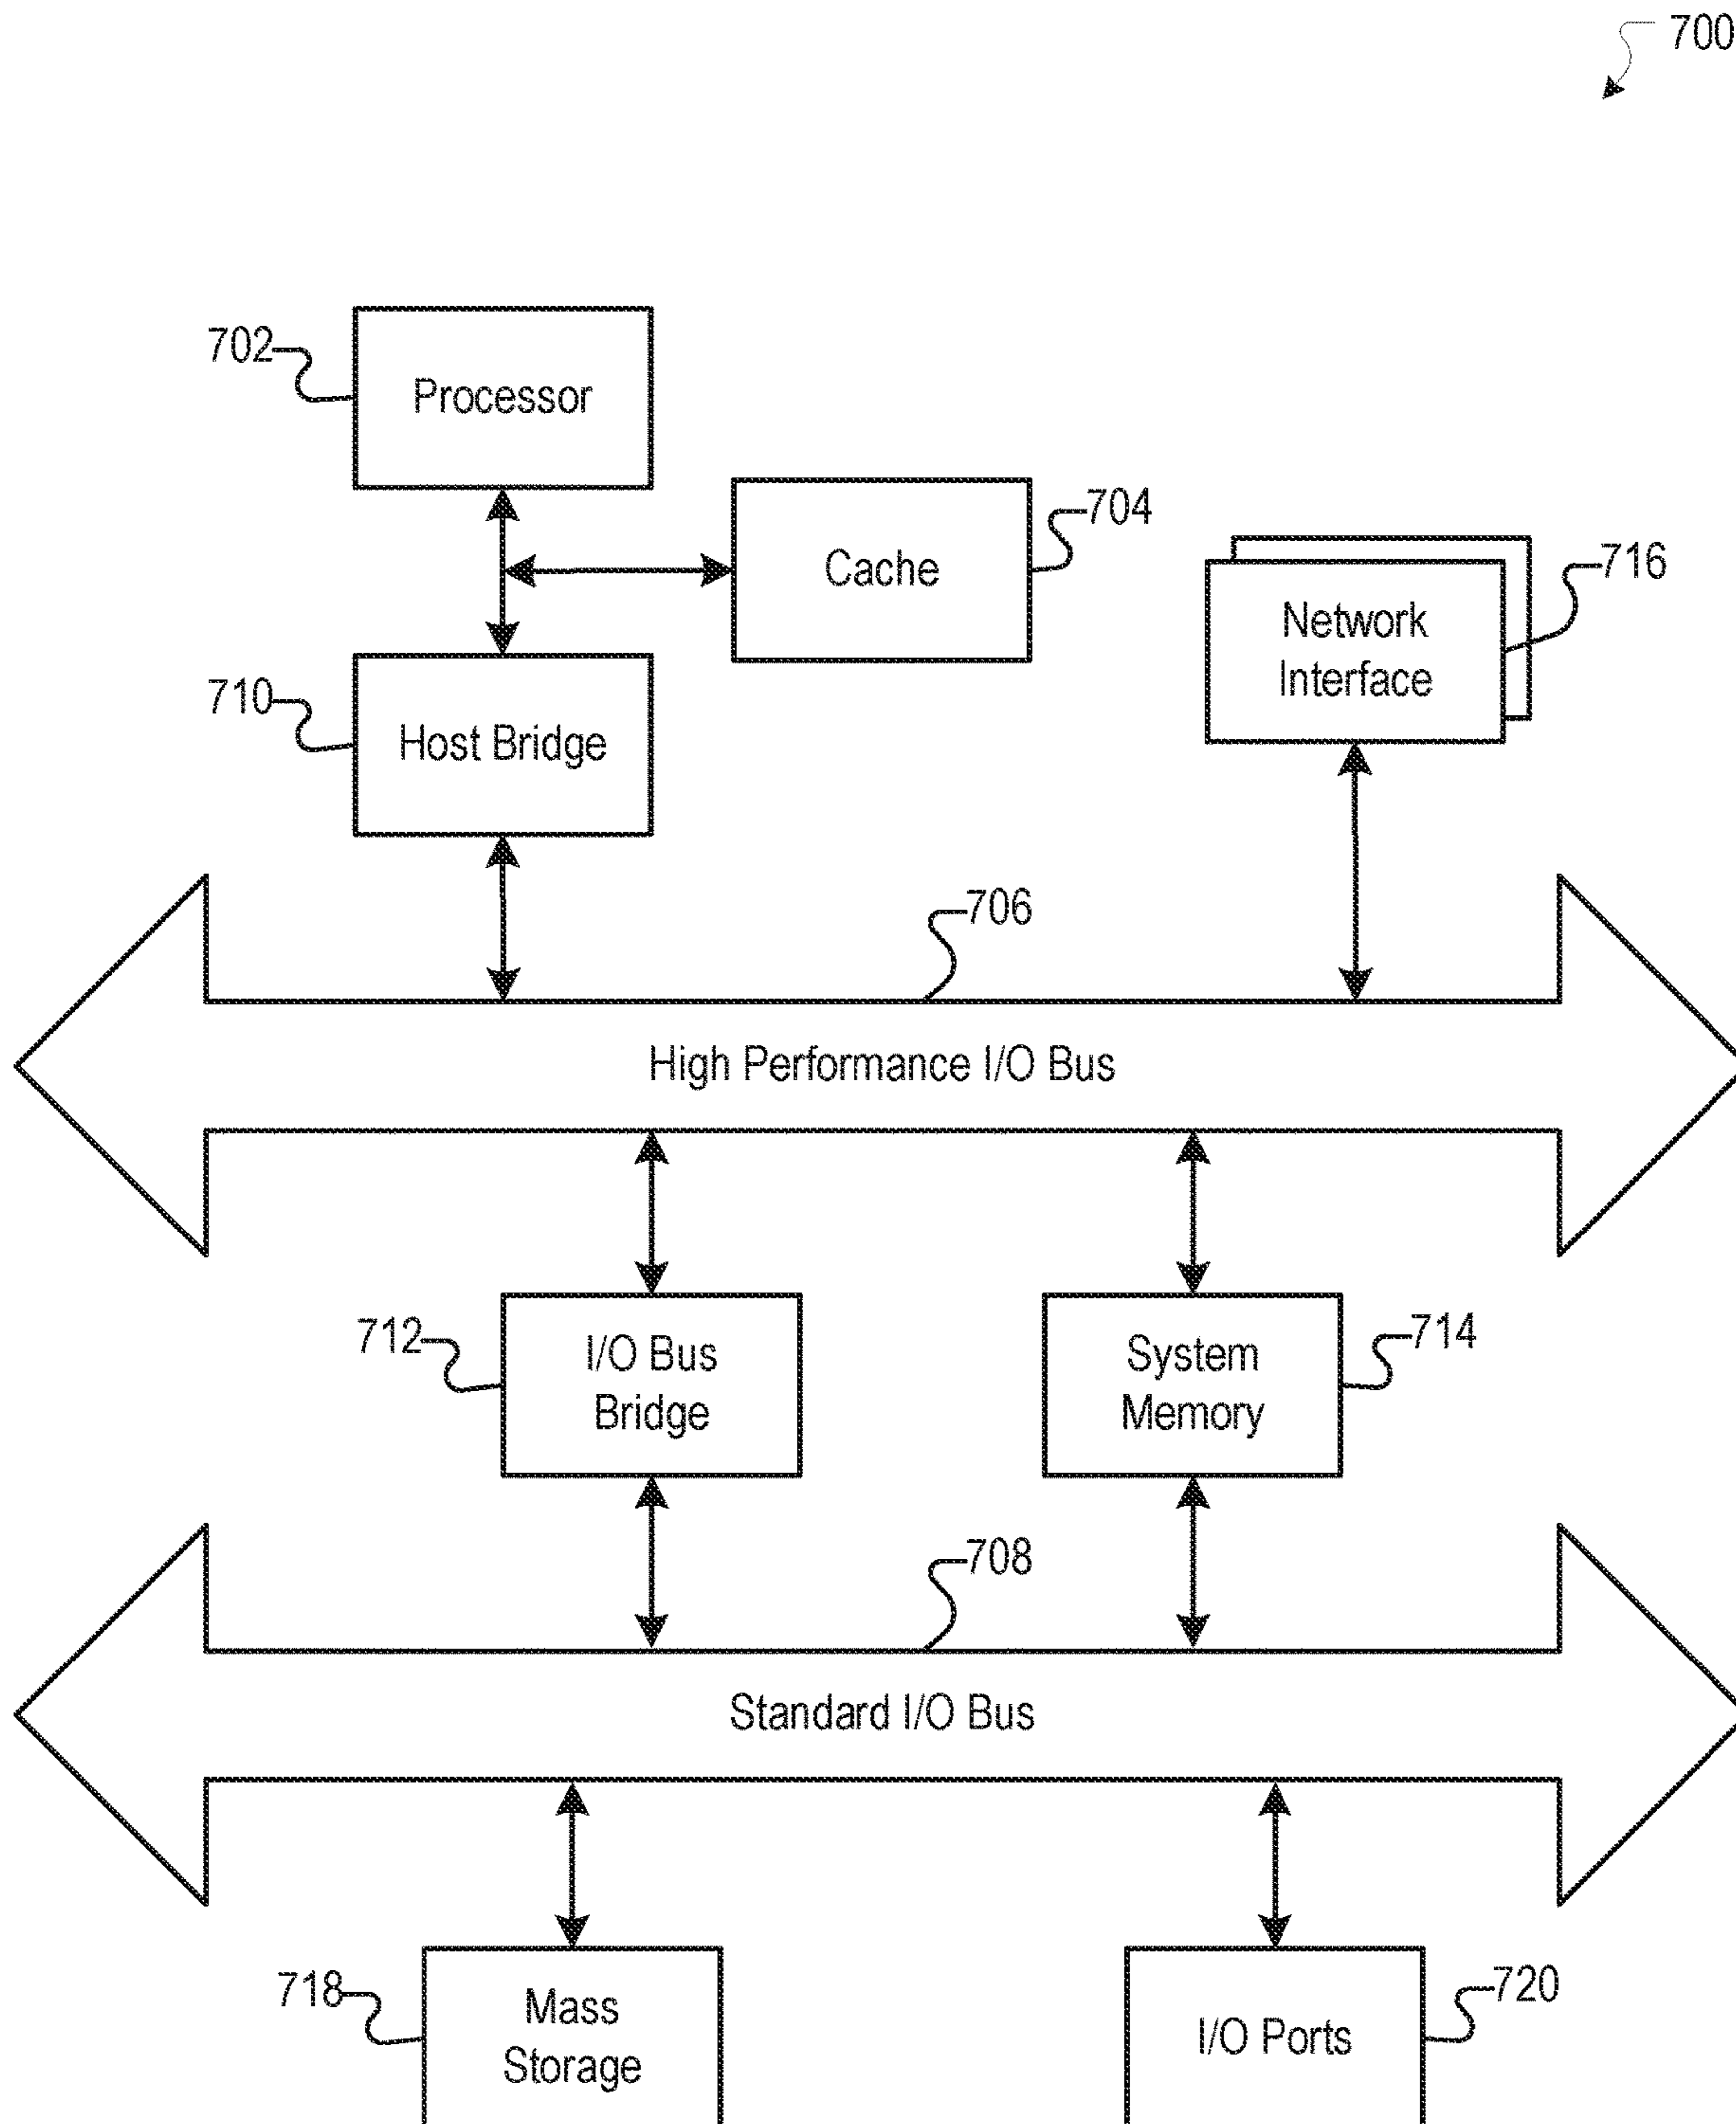 700
702
Processor
704
Cache
716
Network
Interface
710
Host Bridge
706
High Performance I/O Bus
712
I/O Bus
Bridge
714
System
Memory
708
Standard I/O Bus
718
Mass
Storage
720
I/O Ports